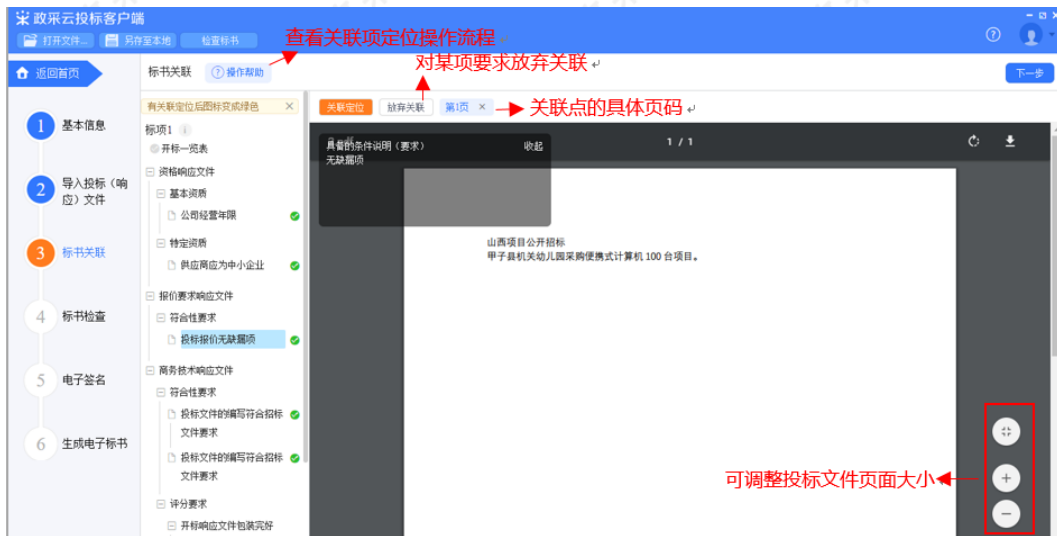 政采云投标客户端
打开文件... 另存至本地 检查标书
查看关联项定位操作流程
返回首页
标书关联 操作帮助
对某项要求放弃关联
下一步
有关联定位后图标变成绿色 ×
关联定位 放弃关联 第1页 ×
关联点的具体页码
1 基本信息
2 导入投标（响应）文件
3 标书关联
4 标书检查
5 电子签名
6 生成电子标书
标项1
开标一览表
资格响应文件
基本资质
公司经营年限
特定资质
供应商应为中小企业
报价要求响应文件
符合性要求
投标报价无缺漏项
商务技术响应文件
符合性要求
投标文件的编写符合招标
文件要求
投标文件的编写符合招标
文件要求
评分要求
开标响应文件包装完好
具备的条件说明（要求） 收起
无缺漏项
1 / 1
山西项目公开招标
甲子县机关幼儿园采购便携式计算机 100 台项目。
可调整投标文件页面大小